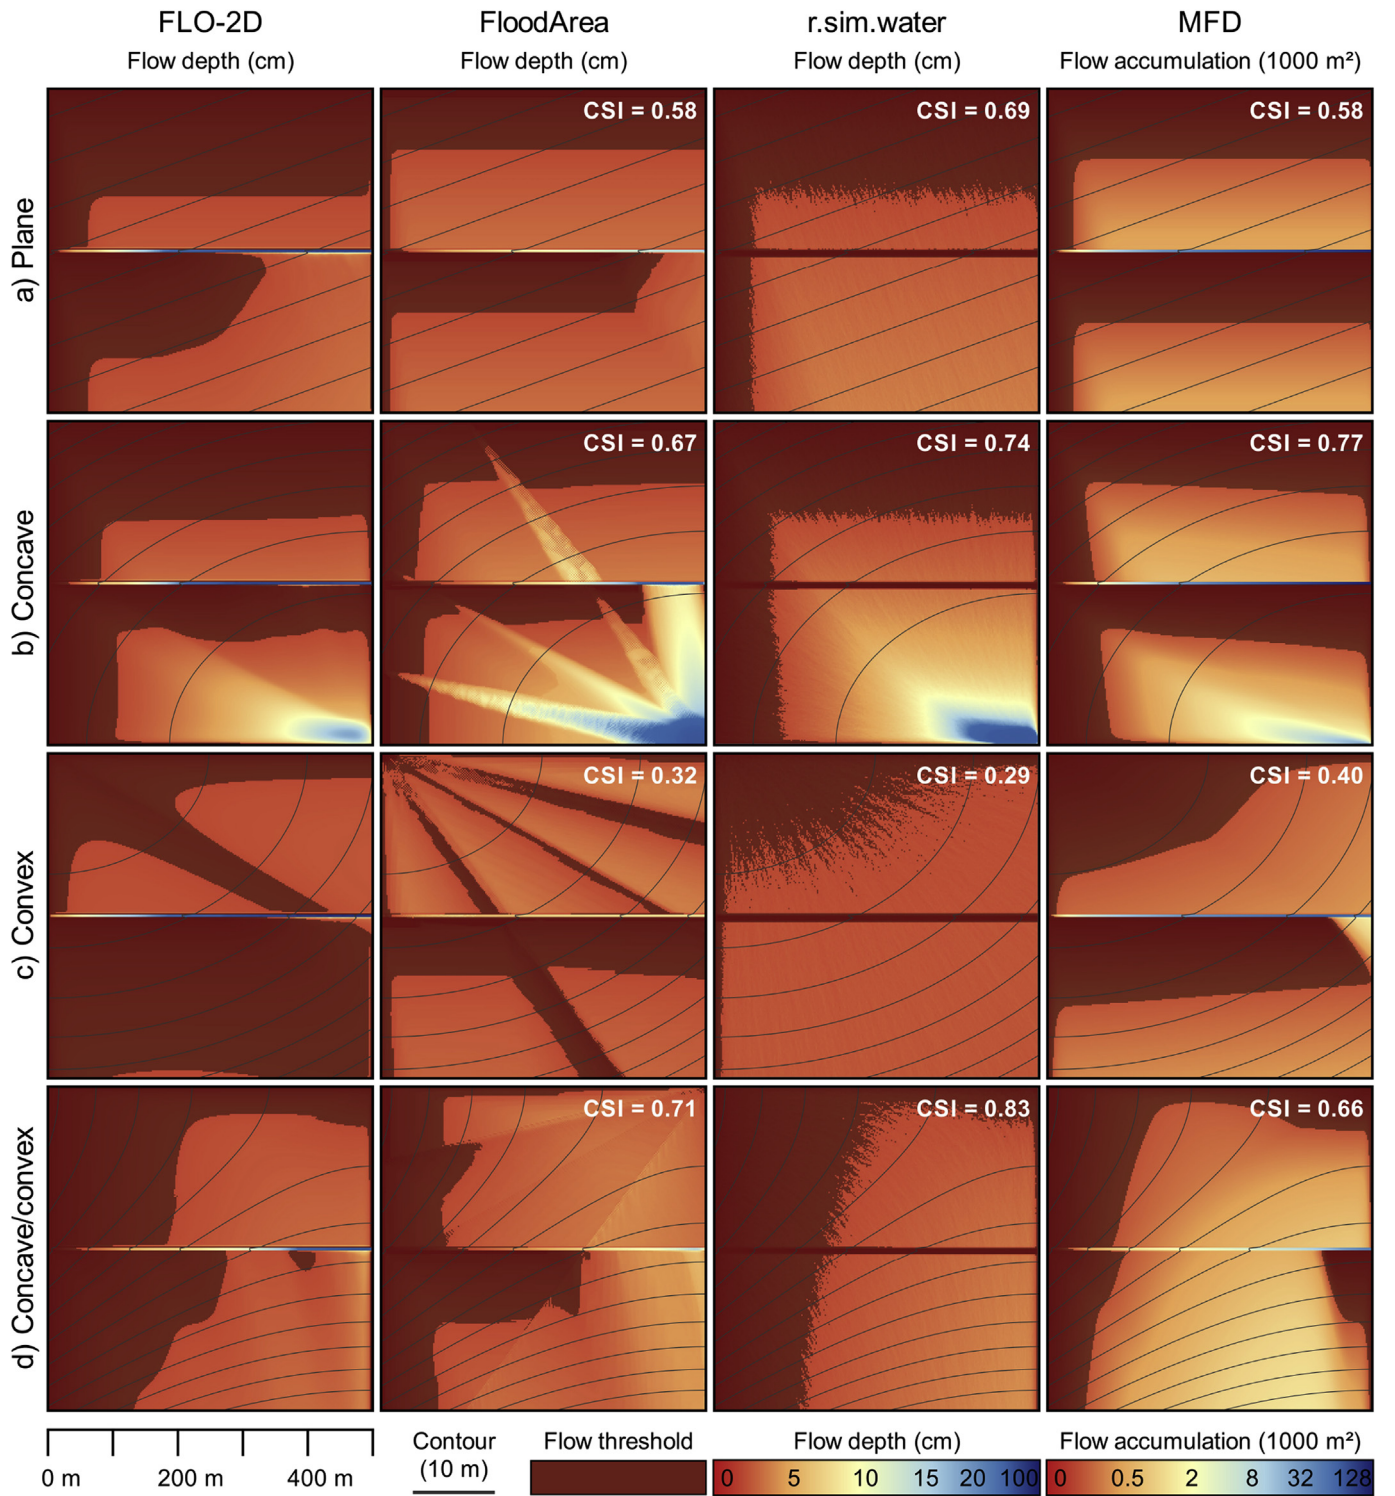 FLO-2D FloodArea r.sim.water MFD
Flow depth (cm) Flow depth (cm) Flow depth (cm) Flow accumulation (1000 m²)
a) Plane
CSI = 0.58 CSI = 0.69 CSI = 0.58
b) Concave
CSI = 0.67 CSI = 0.74 CSI = 0.77
c) Convex
CSI = 0.32 CSI = 0.29 CSI = 0.40
d) Concave/convex
CSI = 0.71 CSI = 0.83 CSI = 0.66
Contour Flow threshold Flow depth (cm) Flow accumulation (1000 m²)
0 m 200 m 400 m (10 m) 0 5 10 15 20 100 0 0.5 2 8 32 128